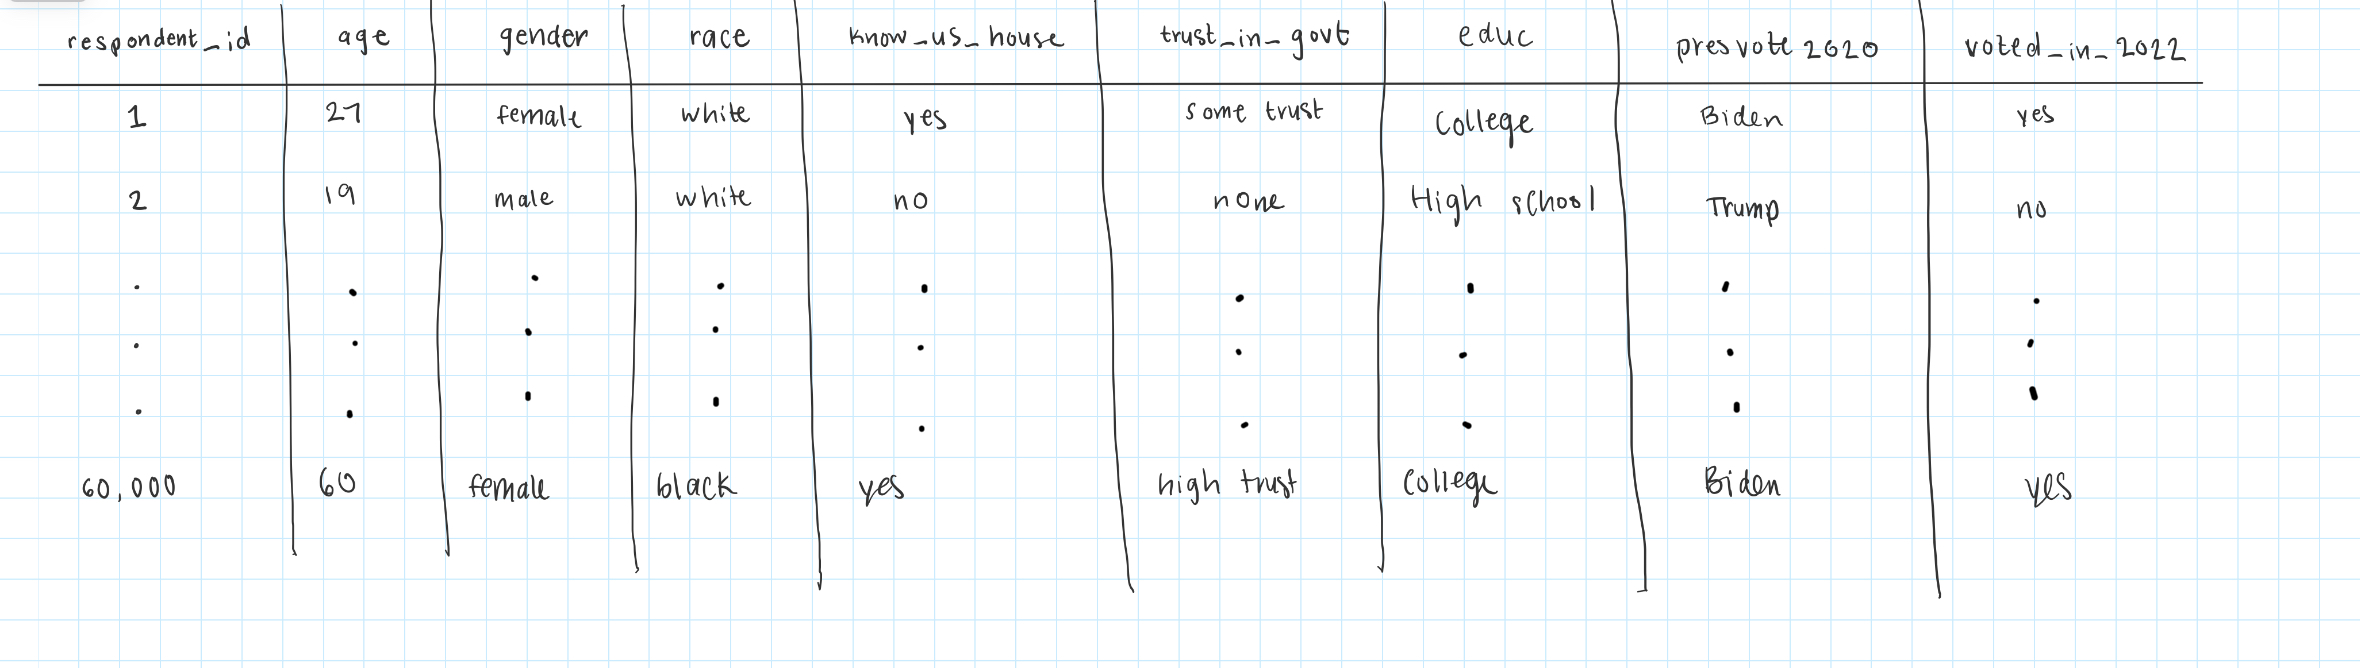 respondent_id age gender race know_us_house trust_in_govt educ presvote 2020 voted_in_2022
1 27 female white yes some trust College Biden yes
2 19 male white no none High school Trump no
60,000 60 female black yes high trust College Biden yes